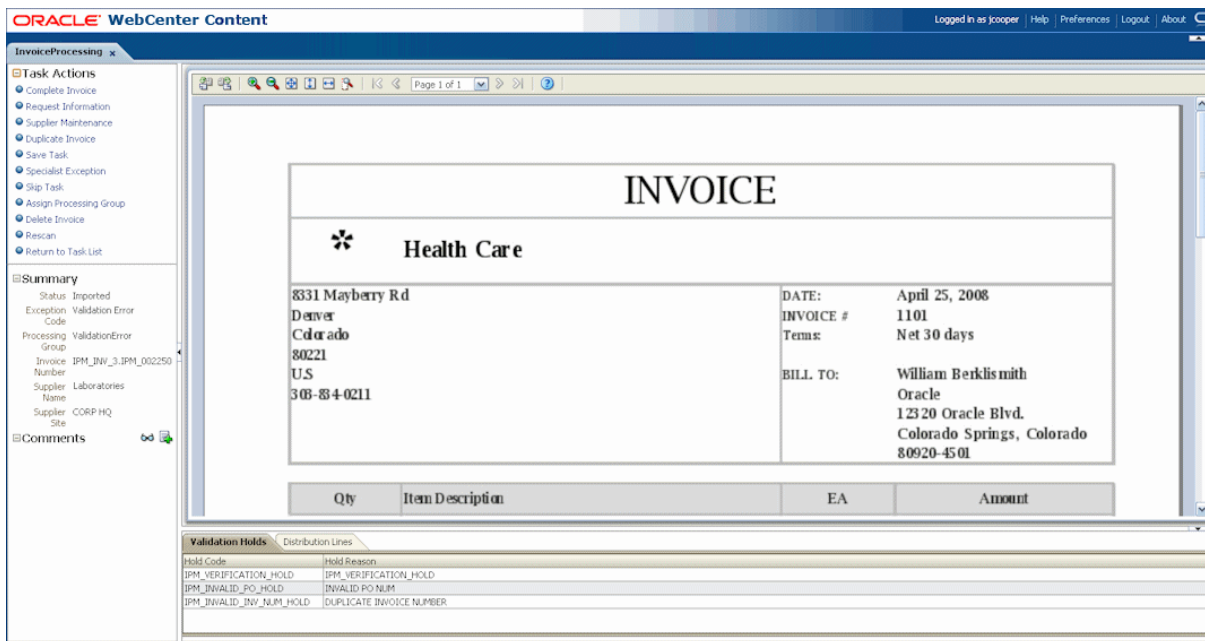 ORACLE WebCenter Content
Logged in as jcooper Help Preferences Logout About
InvoiceProcessing x
Task Actions
Complete Invoice
Request Information
Supplier Maintenance
Duplicate Invoice
Save Task
Specialist Exception
Skip Task
Assign Processing Group
Delete Invoice
Rescan
Return to Task List
Summary
Status Imported
Exception Code Validation Error
Processing Group ValidationError
Invoice Number IPM_INV_3.IPM_002250
Supplier Name Laboratories
Supplier Site CORP HQ
Comments
Page 1 of 1
INVOICE
* Health Care
8331 Mayberry Rd
Denver
Colorado
80221
U.S
303-834-0211
DATE: April 25, 2008
INVOICE # 1101
Terms: Net 30 days
BILL TO: William Berklismith
Oracle
12320 Oracle Blvd.
Colorado Springs, Colorado
80920-4501
Qty Item Description EA Amount
Validation Holds Distribution Lines
Hold Code Hold Reason
IPM_VERIFICATION_HOLD IPM_VERIFICATION_HOLD
IPM_INVALID_PO_HOLD INVALID PO NUM
IPM_INVALID_INV_NUM_HOLD DUPLICATE INVOICE NUMBER